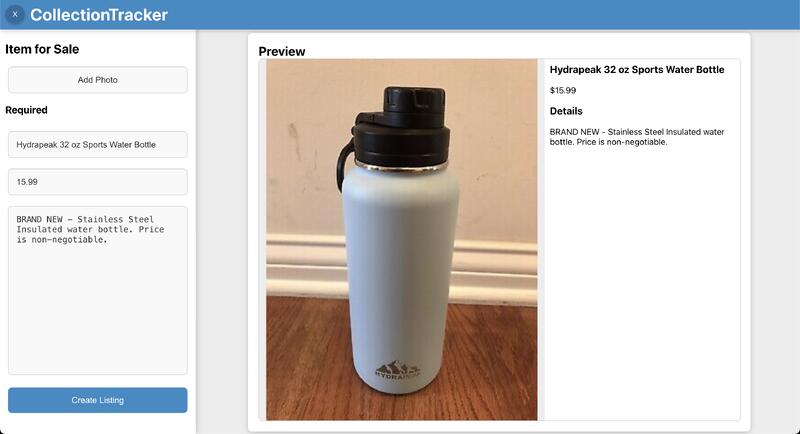 X CollectionTracker
Item for Sale
Add Photo
Required
Hydrapeak 32 oz Sports Water Bottle
15.99
BRAND NEW - Stainless Steel
Insulated water bottle. Price
is non-negotiable.
Create Listing
Preview
HYDRAPEAK
Hydrapeak 32 oz Sports Water Bottle
$15.99
Details
BRAND NEW - Stainless Steel Insulated water
bottle. Price is non-negotiable.